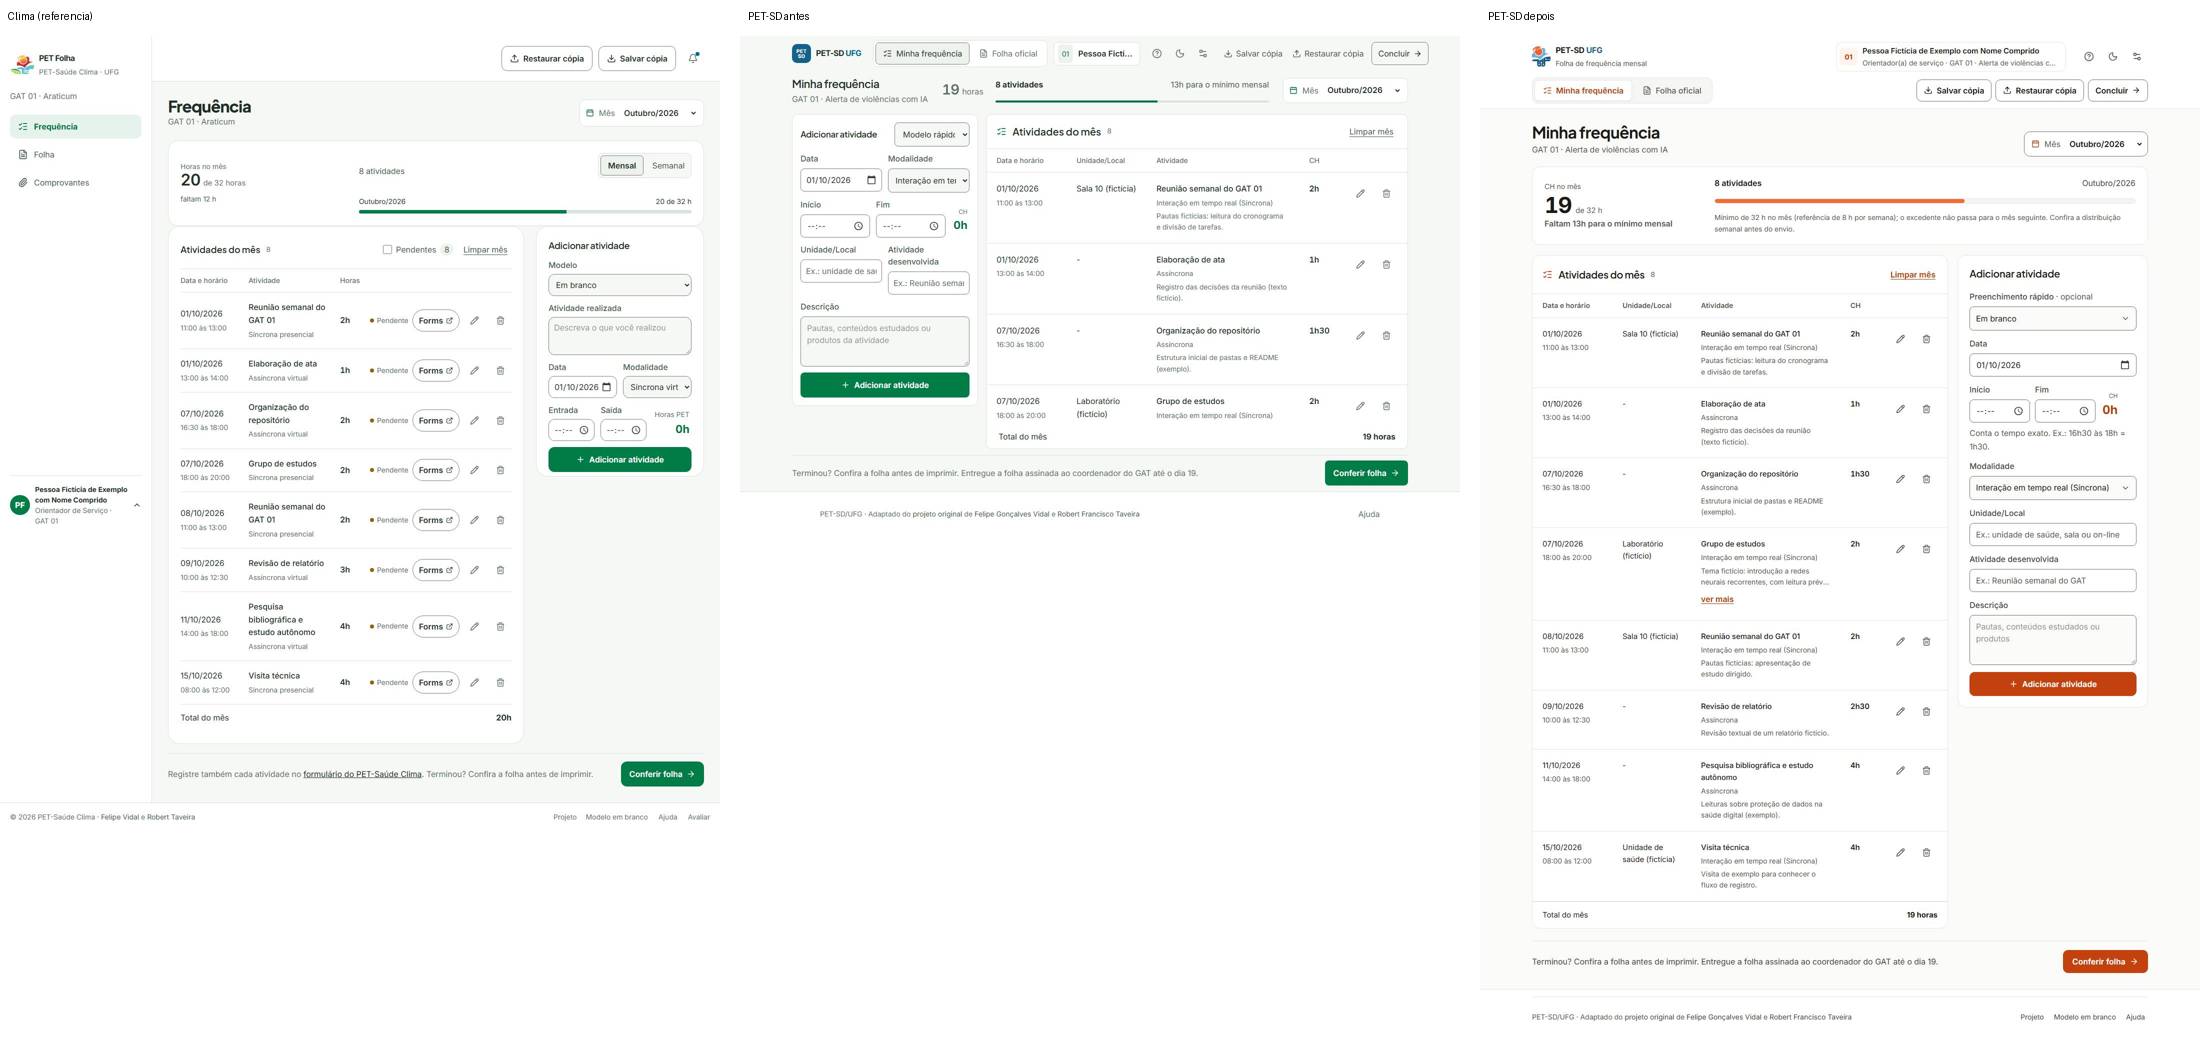 Clima (referencia)
PET Folha
PET-Saúde Clima · UFG
GAT 01 · Araticum
Frequência
Folha
Comprovantes
Pessoa Fictícia de Exemplo
com Nome Comprido
PF
Orientador de Serviço ·
GAT 01
Restaurar cópia
Salvar cópia
Frequência
GAT 01 · Araticum
Mês Outubro/2026
Horas no mês
20 de 32 horas
faltam 12 h
8 atividades
Mensal Semanal
Outubro/2026 20 de 32 h
Atividades do mês 8
Pendentes 8 Limpar mês
Data e horário Atividade Horas
01/10/2026
11:00 às 13:00
Reunião semanal do
GAT 01
Síncrona presencial
2h Pendente Forms
01/10/2026
13:00 às 14:00
Elaboração de ata
Assíncrona virtual
1h Pendente Forms
07/10/2026
16:30 às 18:00
Organização do
repositório
Assíncrona virtual
2h Pendente Forms
07/10/2026
18:00 às 20:00
Grupo de estudos
Síncrona presencial
2h Pendente Forms
08/10/2026
11:00 às 13:00
Reunião semanal do
GAT 01
Síncrona presencial
2h Pendente Forms
09/10/2026
10:00 às 12:30
Revisão de relatório
Assíncrona virtual
3h Pendente Forms
11/10/2026
14:00 às 18:00
Pesquisa
bibliográfica e
estudo autônomo
Assíncrona virtual
4h Pendente Forms
15/10/2026
08:00 às 12:00
Visita técnica
Síncrona presencial
4h Pendente Forms
Total do mês 20h
Adicionar atividade
Modelo
Em branco
Atividade realizada
Descreva o que você realizou
Data Modalidade
01/10/2026 Síncrona virt
Entrada Saída Horas PET
--:-- --:-- 0h
+ Adicionar atividade
Registre também cada atividade no formulário do PET-Saúde Clima. Terminou? Confira a folha antes de imprimir.
Conferir folha →
© 2026 PET-Saúde Clima · Felipe Vidal e Robert Taveira
Projeto Modelo em branco Ajuda Avaliar
PET-SD antes
PET
SD
PET-SD UFG
Minha frequência
Folha oficial
01 Pessoa Fictí...
Salvar cópia
Restaurar cópia
Concluir →
Minha frequência
GAT 01 · Alerta de violências com IA
19 horas
8 atividades 13h para o mínimo mensal
Mês Outubro/2026
Adicionar atividade
Modelo rápido
Data Modalidade
01/10/2026 Interação em ter
Início Fim CH
--:-- --:-- 0h
Unidade/Local Atividade
desenvolvida
Ex.: unidade de saú Ex.: Reunião seman
Descrição
Pautas, conteúdos estudados ou
produtos da atividade
+ Adicionar atividade
Atividades do mês 8
Limpar mês
Data e horário Unidade/Local Atividade CH
01/10/2026
11:00 às 13:00
Sala 10 (fictícia)
Reunião semanal do GAT 01
Interação em tempo real (Síncrona)
Pautas fictícias: leitura do cronograma
e divisão de tarefas.
2h
01/10/2026
13:00 às 14:00
-
Elaboração de ata
Assíncrona
Registro das decisões da reunião (texto
fictício).
1h
07/10/2026
16:30 às 18:00
-
Organização do repositório
Assíncrona
Estrutura inicial de pastas e README
(exemplo).
1h30
07/10/2026
18:00 às 20:00
Laboratório
(fictício)
Grupo de estudos
Interação em tempo real (Síncrona)
2h
Total do mês 19 horas
Terminou? Confira a folha antes de imprimir. Entregue a folha assinada ao coordenador do GAT até o dia 19.
Conferir folha →
PET-SD/UFG · Adaptado do projeto original de Felipe Gonçalves Vidal e Robert Francisco Taveira
Ajuda
PET-SD depois
PET-SD UFG
Folha de frequência mensal
01
Pessoa Fictícia de Exemplo com Nome Comprido
Orientador(a) de serviço · GAT 01 · Alerta de violências c...
Minha frequência
Folha oficial
Salvar cópia
Restaurar cópia
Concluir →
Minha frequência
GAT 01 · Alerta de violências com IA
Mês Outubro/2026
CH no mês
19 de 32 h
Faltam 13h para o mínimo mensal
8 atividades Outubro/2026
Mínimo de 32 h no mês (referência de 8 h por semana); o excedente não passa para o mês seguinte. Confira a distribuição
semanal antes do envio.
Atividades do mês 8
Limpar mês
Data e horário Unidade/Local Atividade CH
01/10/2026
11:00 às 13:00
Sala 10 (fictícia)
Reunião semanal do GAT 01
Interação em tempo real (Síncrona)
Pautas fictícias: leitura do cronograma
e divisão de tarefas.
2h
01/10/2026
13:00 às 14:00
-
Elaboração de ata
Assíncrona
Registro das decisões da reunião
(texto fictício).
1h
07/10/2026
16:30 às 18:00
-
Organização do repositório
Assíncrona
Estrutura inicial de pastas e README
(exemplo).
1h30
07/10/2026
18:00 às 20:00
Laboratório
(fictício)
Grupo de estudos
Interação em tempo real (Síncrona)
Tema fictício: introdução a redes
neurais recorrentes, com leitura prév...
ver mais
2h
08/10/2026
11:00 às 13:00
Sala 10 (fictícia)
Reunião semanal do GAT 01
Interação em tempo real (Síncrona)
Pautas fictícias: apresentação de
estudo dirigido.
2h
09/10/2026
10:00 às 12:30
-
Revisão de relatório
Assíncrona
Revisão textual de um relatório fictício.
2h30
11/10/2026
14:00 às 18:00
-
Pesquisa bibliográfica e estudo
autônomo
Assíncrona
Leituras sobre proteção de dados na
saúde digital (exemplo).
4h
15/10/2026
08:00 às 12:00
Unidade de
saúde (fictícia)
Visita técnica
Interação em tempo real (Síncrona)
Visita de exemplo para conhecer o
fluxo de registro.
4h
Total do mês 19 horas
Adicionar atividade
Preenchimento rápido · opcional
Em branco
Data
01/10/2026
Início Fim CH
--:-- --:-- 0h
Conta o tempo exato. Ex.: 16h30 às 18h =
1h30.
Modalidade
Interação em tempo real (Síncrona)
Unidade/Local
Ex.: unidade de saúde, sala ou on-line
Atividade desenvolvida
Ex.: Reunião semanal do GAT
Descrição
Pautas, conteúdos estudados ou
produtos
+ Adicionar atividade
Terminou? Confira a folha antes de imprimir. Entregue a folha assinada ao coordenador do GAT até o dia 19.
Conferir folha →
PET-SD/UFG · Adaptado do projeto original de Felipe Gonçalves Vidal e Robert Francisco Taveira
Projeto Modelo em branco Ajuda